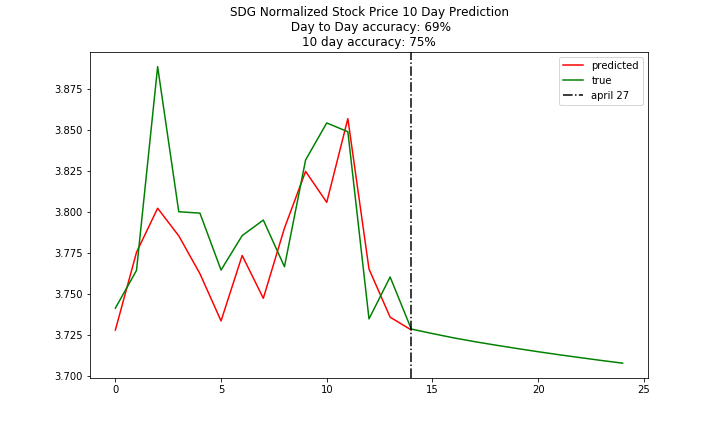 SDG Normalized Stock Price 10 Day Prediction
Day to Day accuracy: 69%
10 day accuracy: 75%
predicted
true
april 27
3.875
3.850
3.825
3.800
3.775
3.750
3.725
3.700
0 5 10 15 20 25